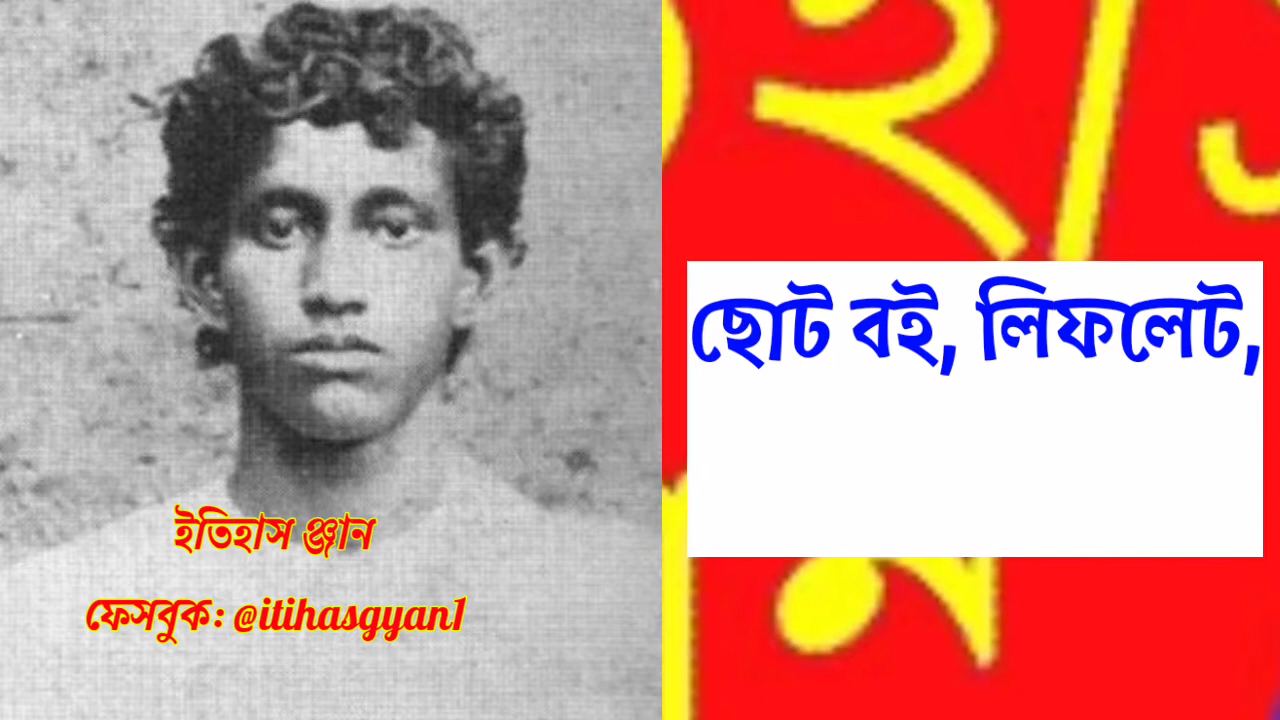 ইতিহাস জ্ঞান
ফেসবুক: @itihasgyan1
ছোট বই, লিফলেট,